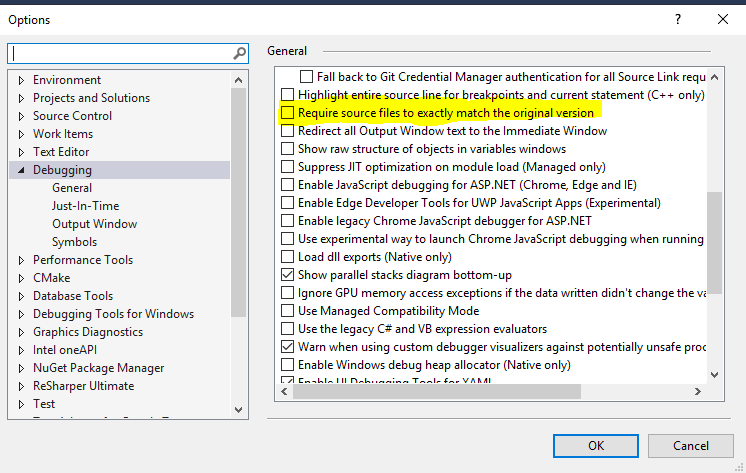 Options
General
Environment
Projects and Solutions
Source Control
Work Items
Text Editor
Debugging
General
Just-In-Time
Output Window
Symbols
Performance Tools
CMake
Database Tools
Debugging Tools for Windows
Graphics Diagnostics
Intel oneAPI
NuGet Package Manager
ReSharper Ultimate
Test
Fall back to Git Credential Manager authentication for all Source Link requ
Highlight entire source line for breakpoints and current statement (C++ only)
Require source files to exactly match the original version
Redirect all Output Window text to the Immediate Window
Show raw structure of objects in variables windows
Suppress JIT optimization on module load (Managed only)
Enable JavaScript debugging for ASP.NET (Chrome, Edge and IE)
Enable Edge Developer Tools for UWP JavaScript Apps (Experimental)
Enable legacy Chrome JavaScript debugger for ASP.NET
Use experimental way to launch Chrome JavaScript debugging when running
Load dll exports (Native only)
Show parallel stacks diagram bottom-up
Ignore GPU memory access exceptions if the data written didn't change the va
Use Managed Compatibility Mode
Use the legacy C# and VB expression evaluators
Warn when using custom debugger visualizers against potentially unsafe proc
Enable Windows debug heap allocator (Native only)
Enable UI Debugging Tools for XAML
OK
Cancel